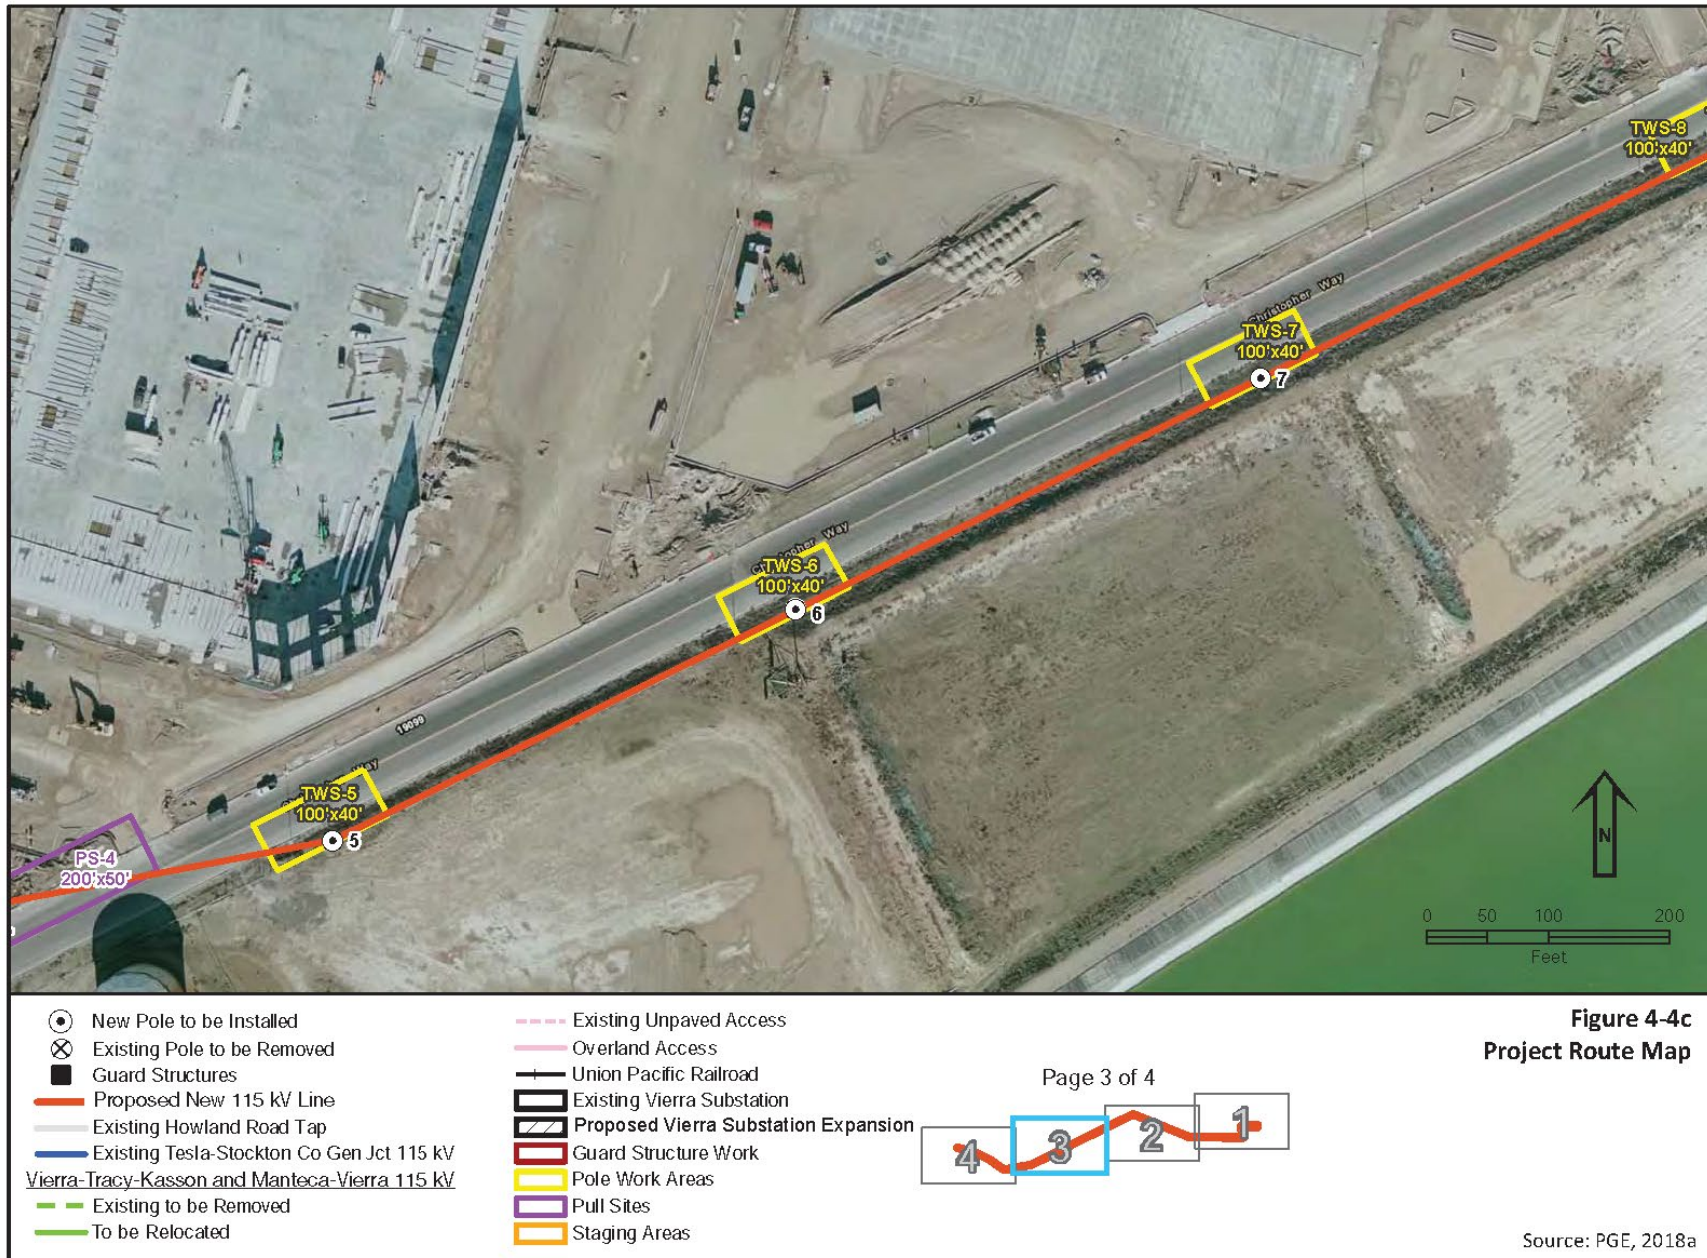 TWS-8
100'x40'
Christopher Way
TWS-7
100'x40'
7
Way
TWS-6
100'x40'
6
19099
Way
TWS-5
100'x40'
5
PS-4
200'x50'
N
0 50 100 200
Feet
New Pole to be Installed
Existing Pole to be Removed
Guard Structures
Proposed New 115 kV Line
Existing Howland Road Tap
Existing Tesla-Stockton Co Gen Jct 115 kV
Vierra-Tracy-Kasson and Manteca-Vierra 115 kV
Existing to be Removed
To be Relocated
Existing Unpaved Access
Overland Access
Union Pacific Railroad
Existing Vierra Substation
Proposed Vierra Substation Expansion
Guard Structure Work
Pole Work Areas
Pull Sites
Staging Areas
Page 3 of 4
4 3 2 1
Figure 4-4c
Project Route Map
Source: PGE, 2018a